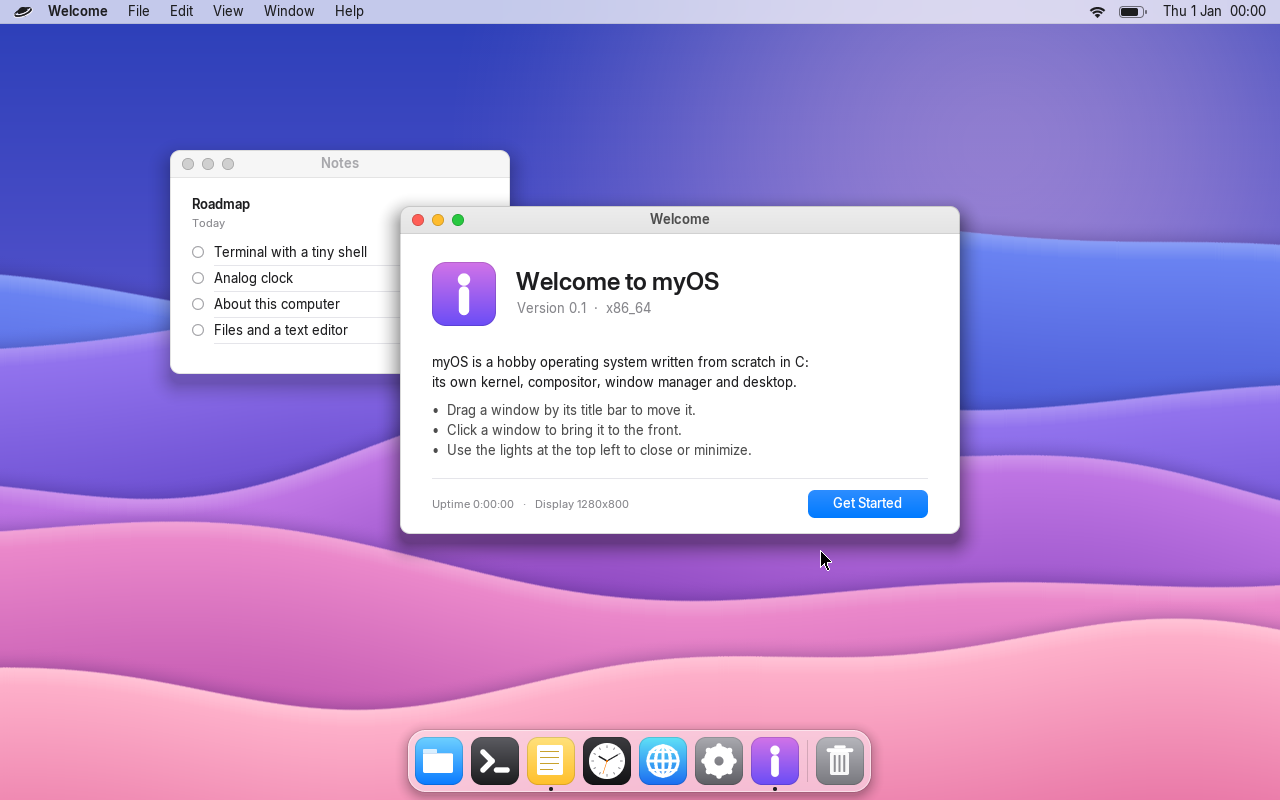 Welcome File Edit View Window Help Thu 1 Jan 00:00
Notes
Roadmap
Today
Terminal with a tiny shell
Analog clock
About this computer
Files and a text editor
Welcome
Welcome to myOS
Version 0.1 · x86_64
myOS is a hobby operating system written from scratch in C:
its own kernel, compositor, window manager and desktop.
• Drag a window by its title bar to move it.
• Click a window to bring it to the front.
• Use the lights at the top left to close or minimize.
Uptime 0:00:00 · Display 1280x800
Get Started